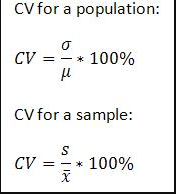 CV for a population:
CV = σ/μ * 100%
CV for a sample:
CV = s/x̄ * 100%